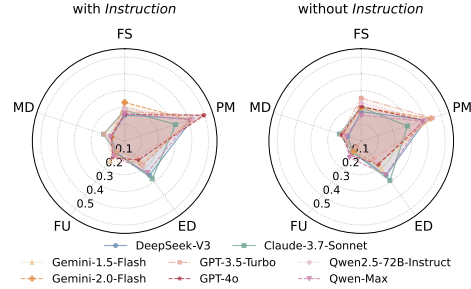 with Instruction
without Instruction
FS
PM
ED
FU
MD
0.1
0.2
0.3
0.4
0.5
FS
PM
ED
FU
MD
0.1
0.2
0.3
0.4
0.5
DeepSeek-V3
Claude-3.7-Sonnet
Gemini-1.5-Flash
GPT-3.5-Turbo
Qwen2.5-72B-Instruct
Gemini-2.0-Flash
GPT-4o
Qwen-Max